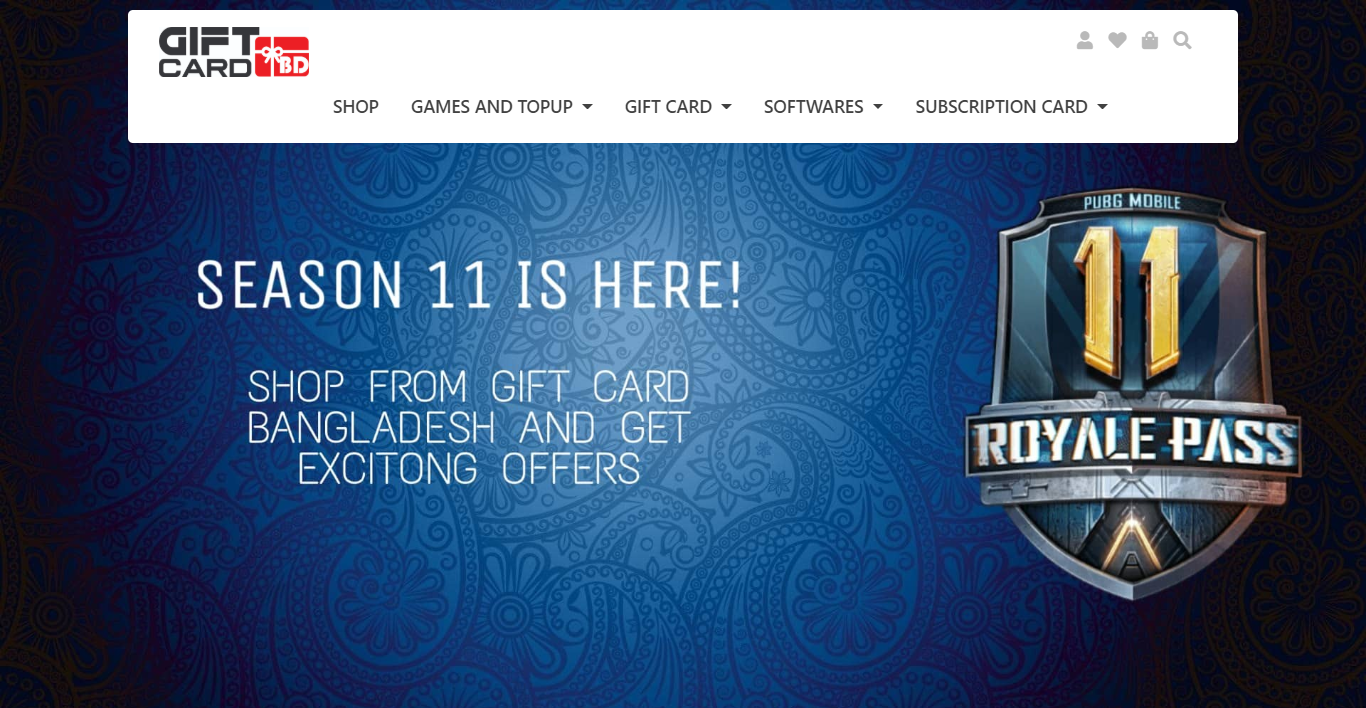 GIFT
CARD BD
SHOP GAMES AND TOPUP GIFT CARD SOFTWARES SUBSCRIPTION CARD
PUBG MOBILE
11
SEASON 11 IS HERE!
SHOP FROM GIFT CARD
BANGLADESH AND GET
EXCITONG OFFERS
ROYALE PASS